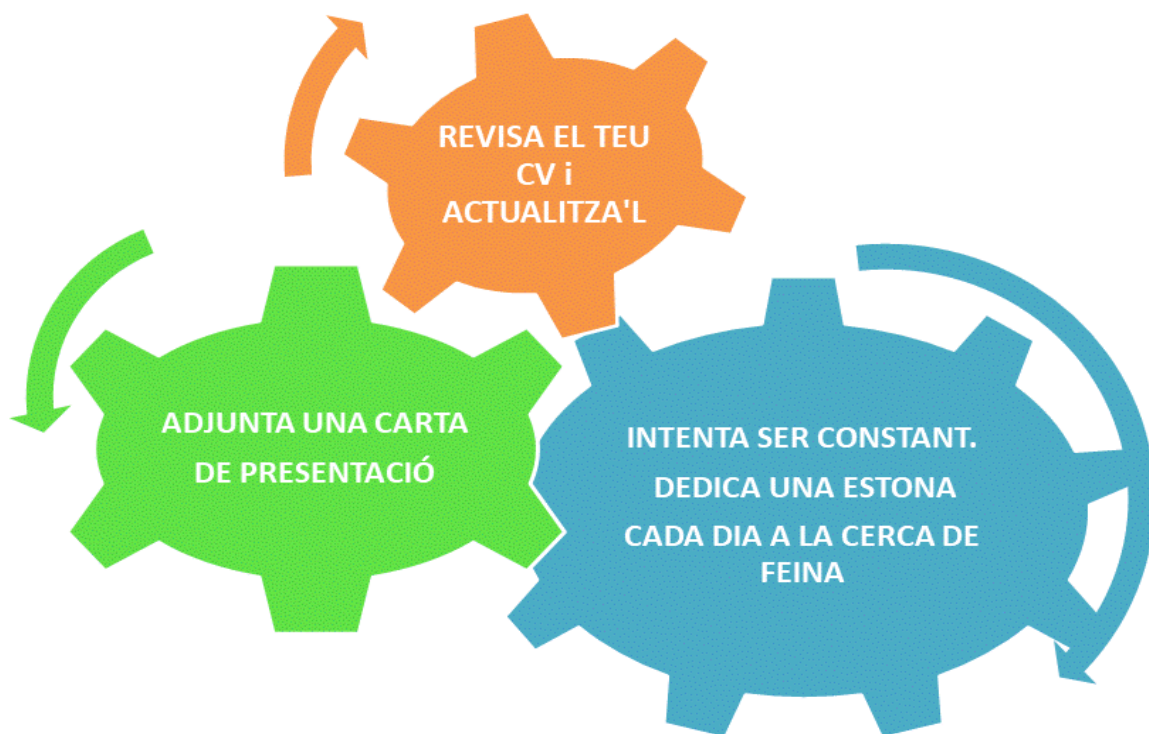 REVISA EL TEU
CV i
ACTUALITZA'L
ADJUNTA UNA CARTA
DE PRESENTACIÓ
INTENTA SER CONSTANT.
DEDICA UNA ESTONA
CADA DIA A LA CERCA DE
FEINA